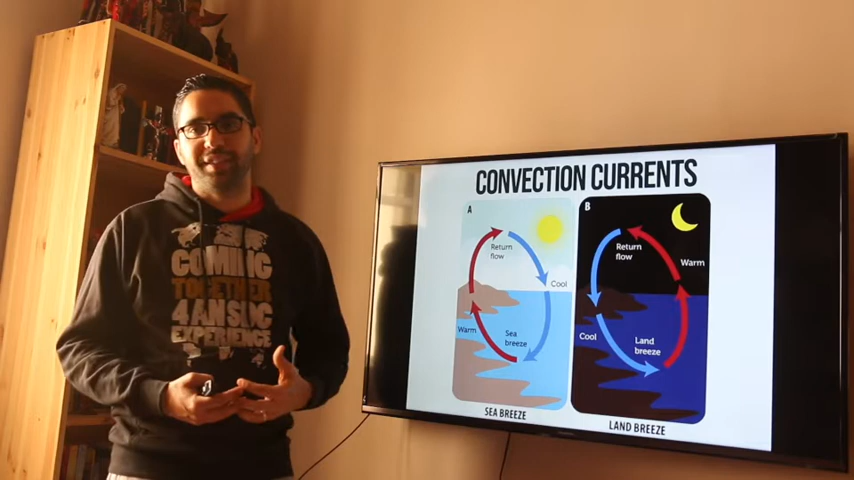 CONVECTION CURRENTS
A
Return
flow
Cool
Warm
Sea
breeze
SEA BREEZE
B
Return
flow
Warm
Cool
Land
breeze
LAND BREEZE
COMING
TOGETHER
4 AN SUC
EXPERIENCE